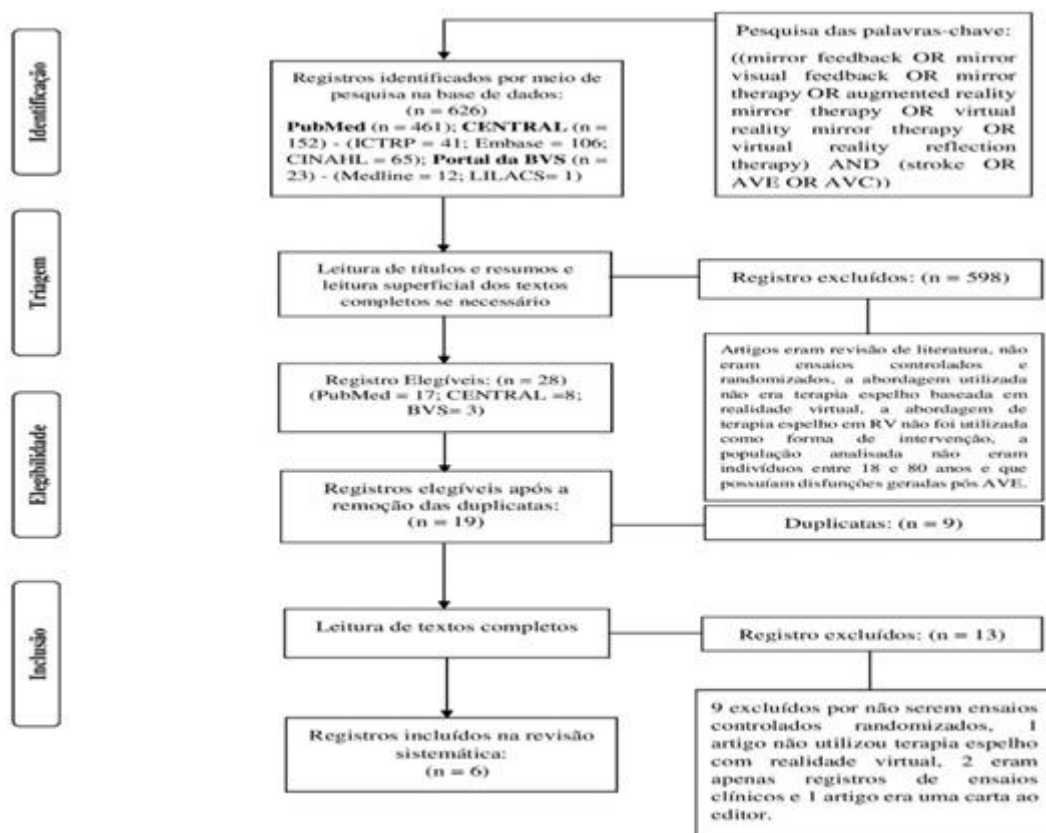 Identificação
Registros identificados por meio de
pesquisa na base de dados:
(n = 626)
PubMed (n = 461); CENTRAL (n =
152) - (ICTRP = 41; Embase = 106;
CINAHL = 65); Portal da BVS (n =
23) - (Medline = 12; LILACS= 1)
Pesquisa das palavras-chave:
((mirror feedback OR mirror
visual feedback OR mirror
therapy OR augmented reality
mirror therapy OR virtual
reality mirror therapy OR
virtual reality reflection
therapy) AND (stroke OR
AVE OR AVC))
Triagem
Leitura de títulos e resumos e
leitura superficial dos textos
completos se necessário
Registro excluídos: (n = 598)
Artigos eram revisão de literatura, não
eram ensaios controlados e
randomizados, a abordagem utilizada
não era terapia espelho baseada em
realidade virtual, a abordagem de
terapia espelho em RV não foi utilizada
como forma de intervenção, a
população analisada não eram
indivíduos entre 18 e 80 anos e que
possuíam disfunções geradas pós AVE.
Elegibilidade
Registro Elegíveis: (n = 28)
(PubMed = 17; CENTRAL =8;
BVS= 3)
Registros elegíveis após a
remoção das duplicatas:
(n = 19)
Duplicatas: (n = 9)
Inclusão
Leitura de textos completos
Registro excluídos: (n = 13)
9 excluídos por não serem ensaios
controlados randomizados, 1
artigo não utilizou terapia espelho
com realidade virtual, 2 eram
apenas registros de ensaios
clínicos e 1 artigo era uma carta ao
editor.
Registros incluídos na revisão
sistemática:
(n = 6)